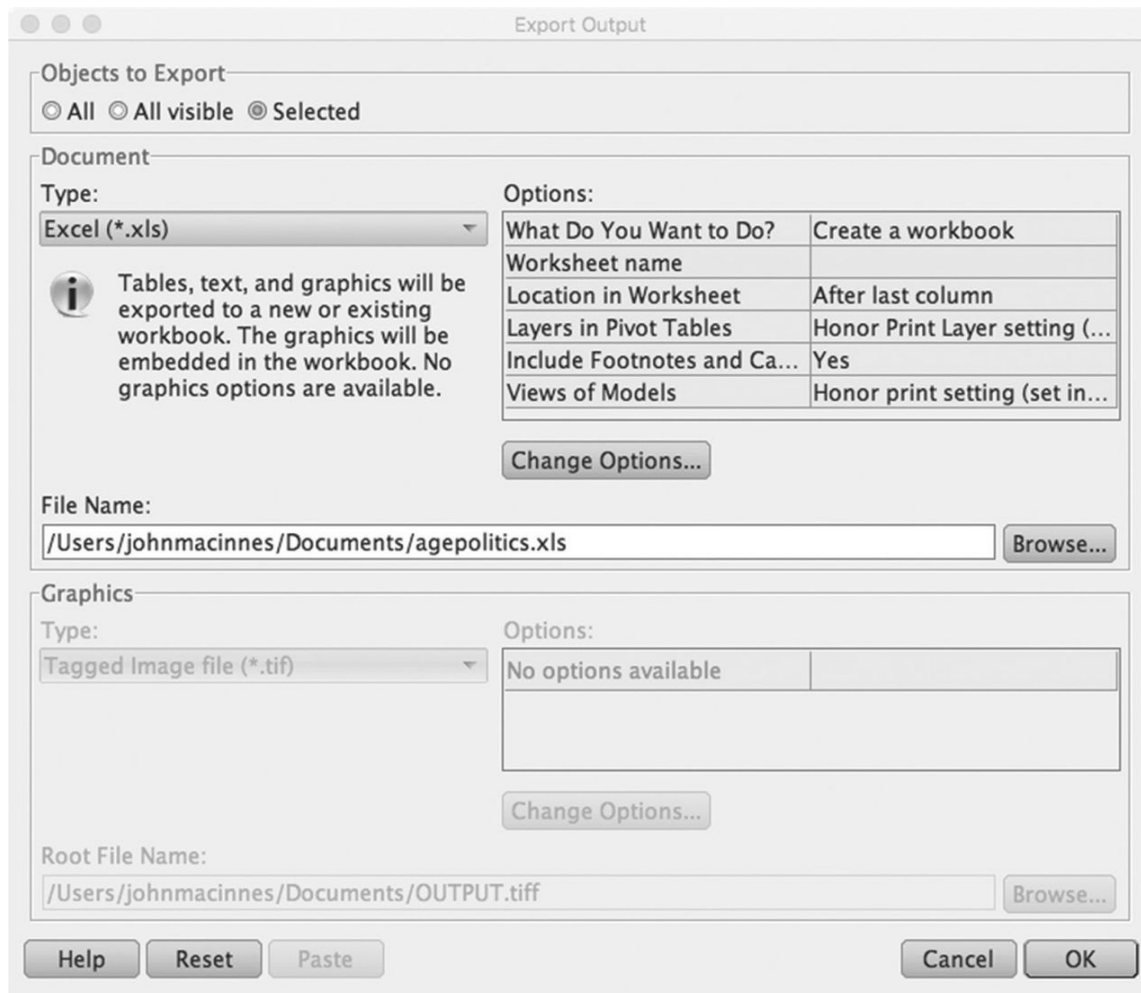 Export Output
Objects to Export
All All visible Selected
Document
Type:
Excel (*.xls)
Tables, text, and graphics will be
exported to a new or existing
workbook. The graphics will be
embedded in the workbook. No
graphics options are available.
Options:
What Do You Want to Do? Create a workbook
Worksheet name
Location in Worksheet After last column
Layers in Pivot Tables Honor Print Layer setting (...
Include Footnotes and Ca... Yes
Views of Models Honor print setting (set in...
Change Options...
File Name:
/Users/johnmacinnes/Documents/agepolitics.xls Browse...
Graphics
Type:
Tagged Image file (*.tif)
Options:
No options available
Change Options...
Root File Name:
/Users/johnmacinnes/Documents/OUTPUT.tiff Browse...
Help Reset Paste Cancel OK